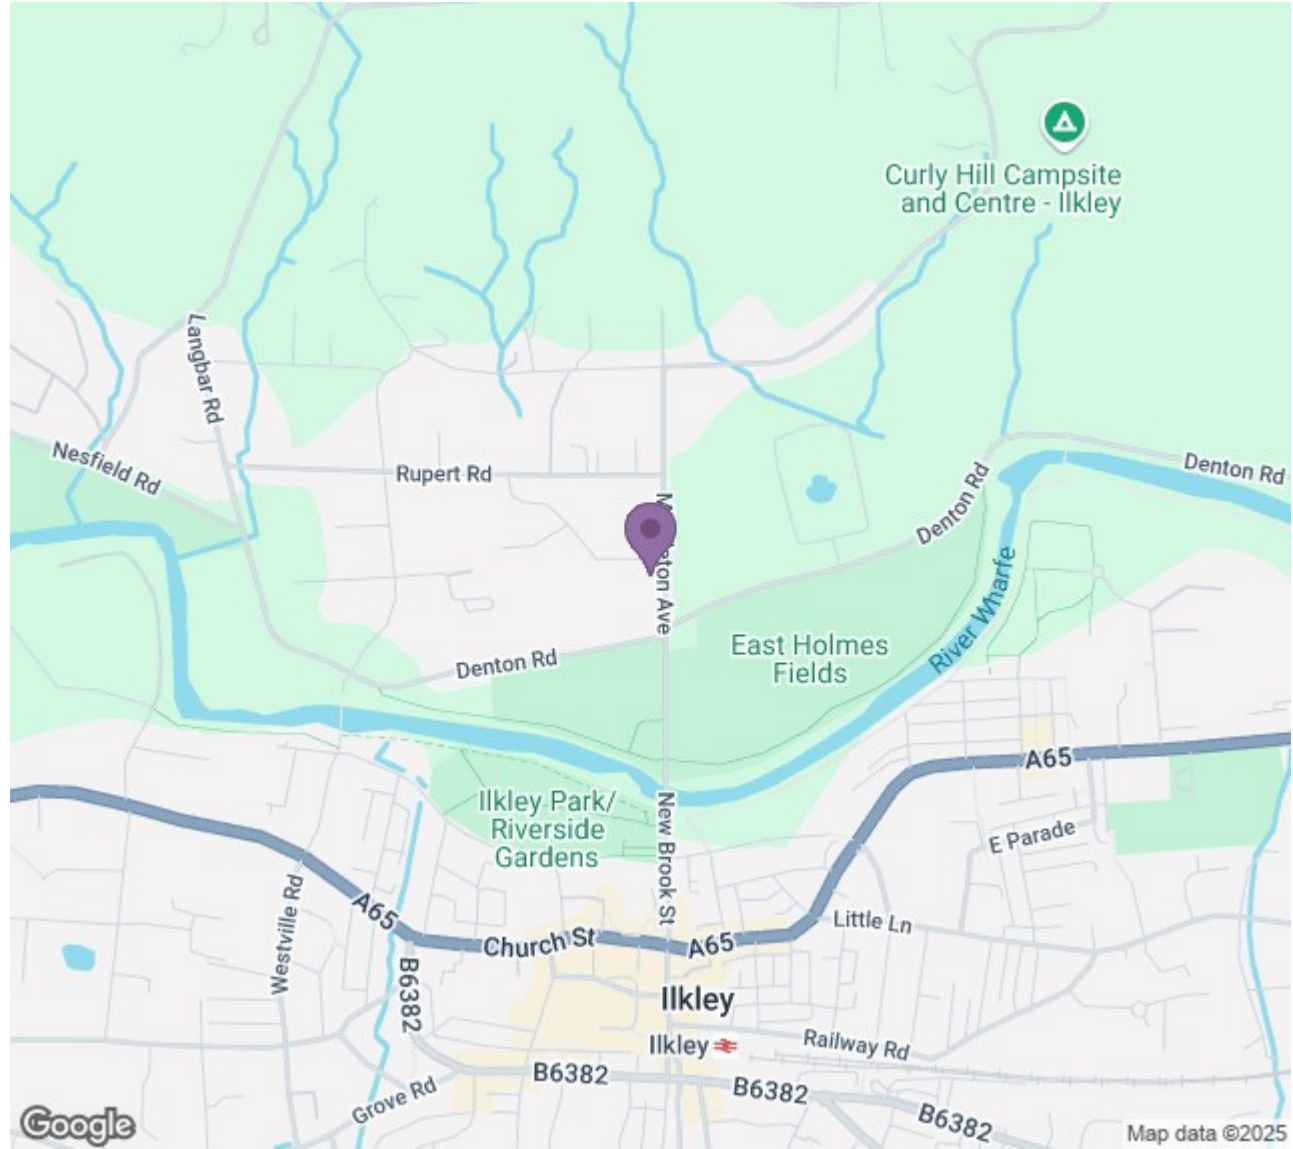 Curly Hill Campsite
and Centre - Ilkley
Langbar Rd
Nesfield Rd
Rupert Rd
Denton Rd
Denton Rd
Ave
Denton Rd
East Holmes
Fields
River Wharfe
A65
Ilkley Park/
Riverside
Gardens
New Brook St
E Parade
Westville Rd
A65
Church St
A65
Little Ln
B6382
Ilkley
Ilkley
Railway Rd
B6382
B6382
Grove Rd
B6382
Google
Map data ©2025